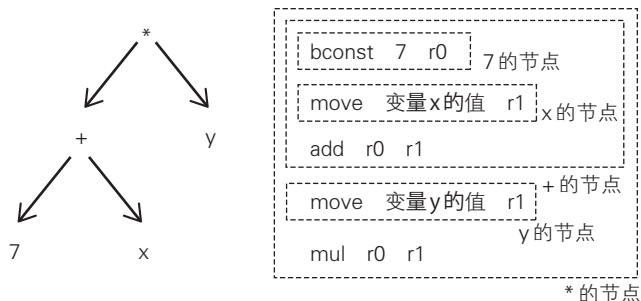 *
+
y
7
x
bconst 7 r0
7的节点
move 变量x的值 r1
x的节点
add r0 r1
+的节点
move 变量y的值 r1
y的节点
mul r0 r1
*的节点